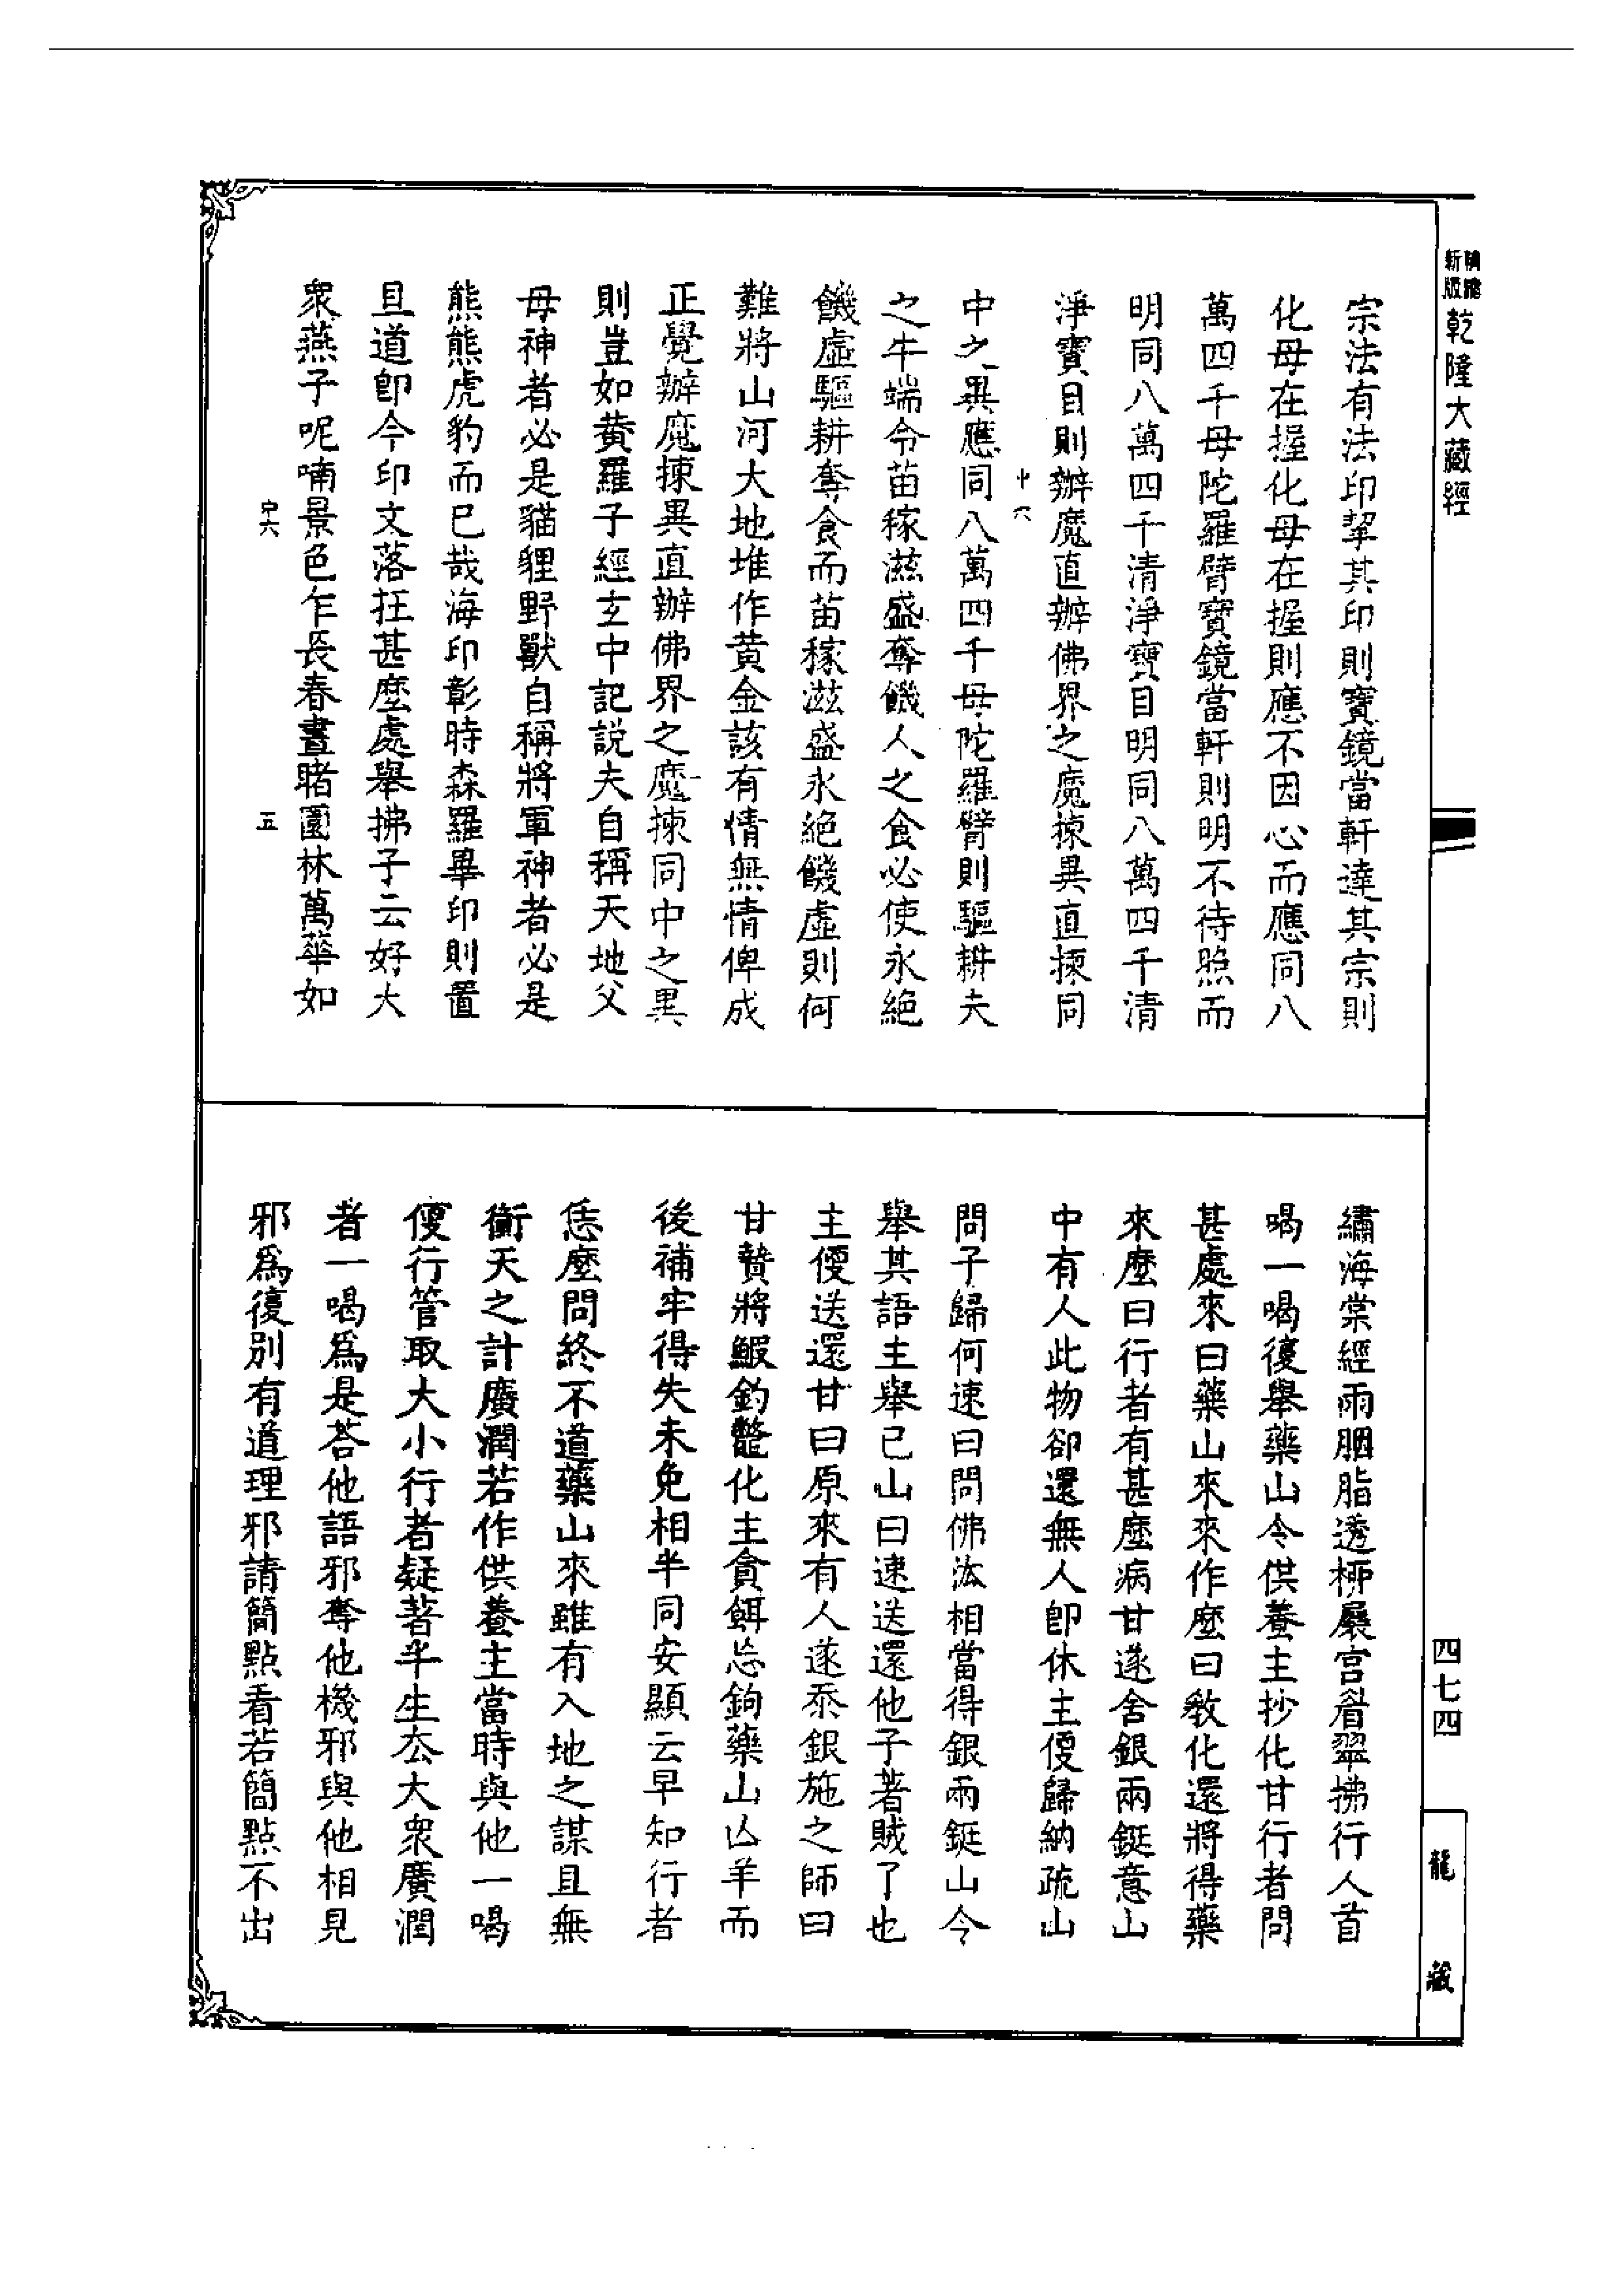 新版精縮乾隆大藏經
宗法有法印挈其印則寶鏡當軒達其宗則
化母在握化母在握則應不因心而應同八
萬四千母陀羅臂寶鏡當軒則明不待照而
明同八萬四千清淨寶目明同八萬四千清
淨寶目則辦魔直辦佛界之魔揀異直揀同
中之異應同八萬四千母陀羅臂則驅耕夫
之牛端令苗稼滋盛奪饑人之食必使永絕
饑虛驅耕奪食而苗稼滋盛永絕饑虛則何
難將山河大地堆作黃金該有情無情俾成
正覺辦魔揀異直辦佛界之魔揀同中之異
則豈如黃羅子經玄中記說夫自稱天地父
母神者必是貓貍野獸自稱將軍神者必是
熊熊虎豹而已哉海印彰時森羅畢印則置
且道即今印文落在甚麼處舉拂子云好大
眾燕子呢喃景色乍長春晝睹園林萬華如
六
五
繡海棠經雨胭脂透柳展宮眉翠拂行人首
喝一喝復舉藥山令供養主抄化甘行者問
甚處來曰藥山來來作麼曰教化還將得藥
來麼曰行者有甚麼病甘遂舍銀兩鋌意山
中有人此物卻還無人即休主便歸納疏山
問子歸何速曰問佛法相當得銀兩鋌山令
舉其語主舉已山曰速送還他子著賊了也
主便送還甘曰原來有人遂添銀施之師曰
甘贄將鰕釣鼈化主貪餌忘鉤藥山亾羊而
後補牢得失未免相半同安顯云早知行者
恁麼問終不道藥山來雖有入地之謀且無
衝天之計廣潤若作供養主當時與他一喝
便行管取大小行者疑著半生去大眾廣潤
者一喝為是荅他語邪奪他機邪與他相見
邪為復別有道理邪請簡點看若簡點不出
四七四
龍藏